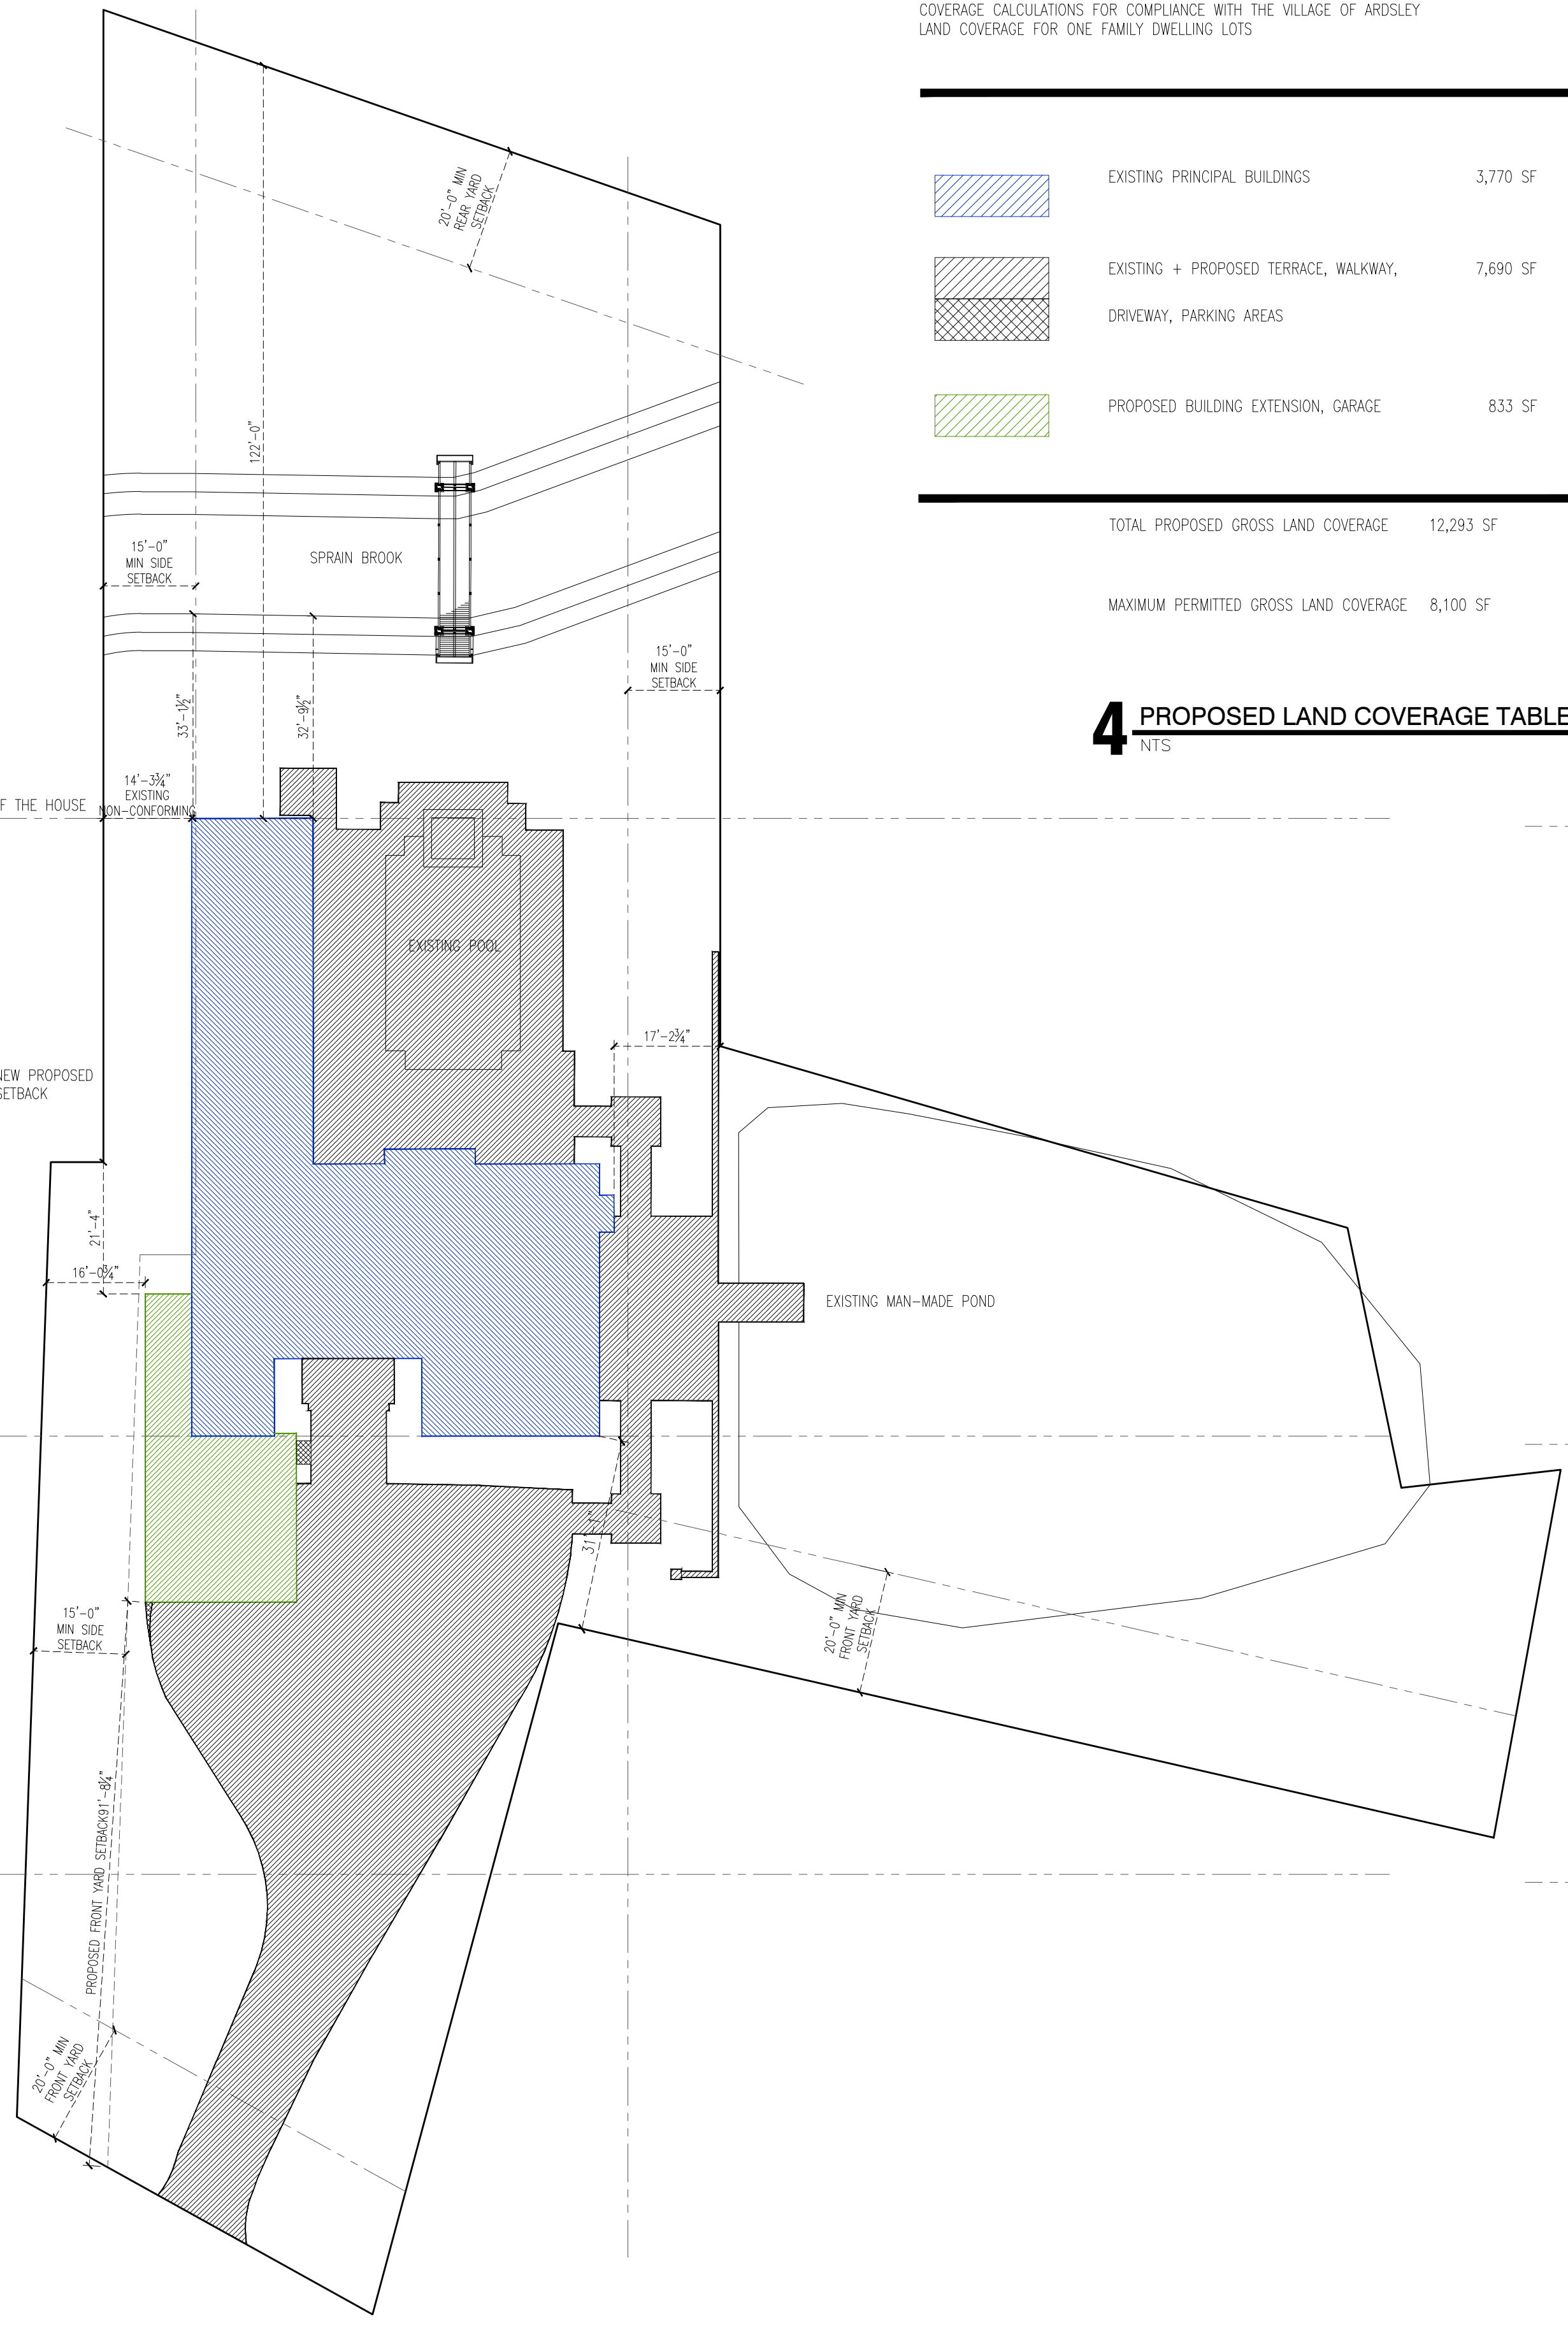 COVERAGE CALCULATIONS FOR COMPLIANCE WITH THE VILLAGE OF ARDSLEY
LAND COVERAGE FOR ONE FAMILY DWELLING LOTS
EXISTING PRINCIPAL BUILDINGS 3,770 SF
EXISTING + PROPOSED TERRACE, WALKWAY, 7,690 SF
DRIVEWAY, PARKING AREAS
PROPOSED BUILDING EXTENSION, GARAGE 833 SF
TOTAL PROPOSED GROSS LAND COVERAGE 12,293 SF
MAXIMUM PERMITTED GROSS LAND COVERAGE 8,100 SF
4 PROPOSED LAND COVERAGE TABLE
NTS
20'-0" MIN
REAR YARD
SETBACK
122'-0"
15'-0"
MIN SIDE
SETBACK
SPRAIN BROOK
15'-0"
MIN SIDE
SETBACK
33'-1½"
32'-9½"
14'-3¾"
EXISTING
NON-CONFORMING
F THE HOUSE
EXISTING POOL
17'-2¾"
NEW PROPOSED
SETBACK
21'-4"
16'-0¾"
EXISTING MAN-MADE POND
31'-1"
20'-0" MIN
FRONT YARD
SETBACK
15'-0"
MIN SIDE
SETBACK
PROPOSED FRONT YARD SETBACK91'-8¼"
20'-0" MIN
FRONT YARD
SETBACK